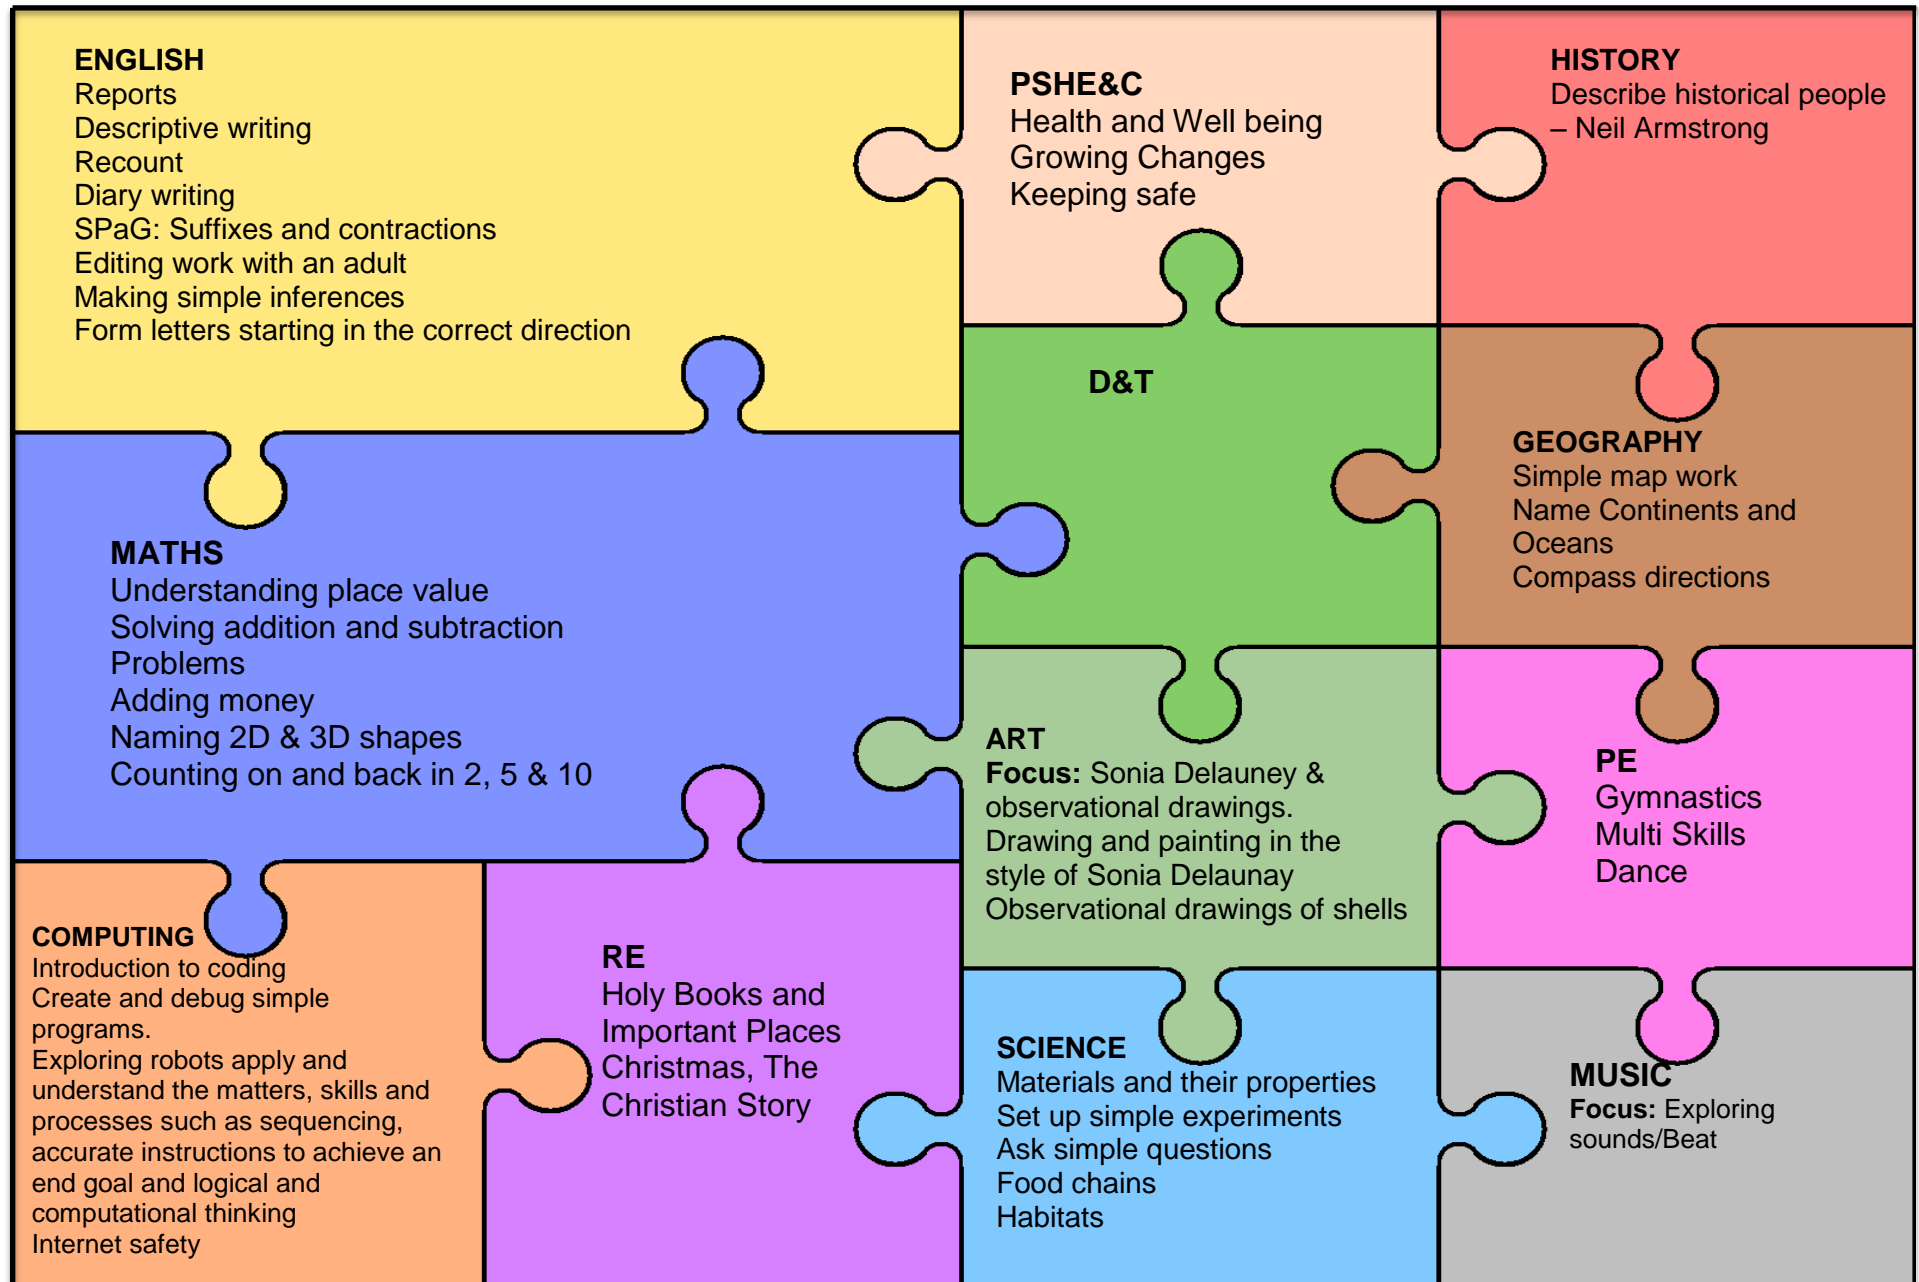 ENGLISH
Reports
Descriptive writing
Recount
Diary writing
SPaG: Suffixes and contractions
Editing work with an adult
Making simple inferences
Form letters starting in the correct direction
PSHE&C
Health and Well being
Growing Changes
Keeping safe
HISTORY
Describe historical people
– Neil Armstrong
MATHS
Understanding place value
Solving addition and subtraction
Problems
Adding money
Naming 2D & 3D shapes
Counting on and back in 2, 5 & 10
D&T
GEOGRAPHY
Simple map work
Name Continents and
Oceans
Compass directions
ART
Focus: Sonia Delauney &
observational drawings.
Drawing and painting in the
style of Sonia Delaunay
Observational drawings of shells
PE
Gymnastics
Multi Skills
Dance
COMPUTING
Introduction to coding
Create and debug simple
programs.
Exploring robots apply and
understand the matters, skills and
processes such as sequencing,
accurate instructions to achieve an
end goal and logical and
computational thinking
Internet safety
RE
Holy Books and
Important Places
Christmas, The
Christian Story
SCIENCE
Materials and their properties
Set up simple experiments
Ask simple questions
Food chains
Habitats
MUSIC
Focus: Exploring
sounds/Beat